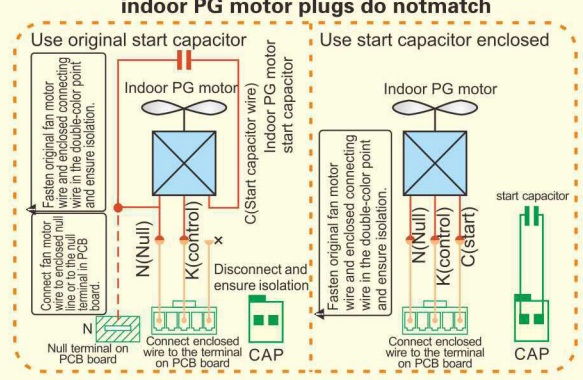 indoor PG motor plugs do notmatch
Use original start capacitor
Fasten original fan motor
wire and enclosed connecting
wire in the double-color point
and ensure isolation.
Connect fan motor
wire to enclosed null
line or to the null
terminal in PCB
board.
Indoor PG motor
C(Start capacitor wire)
Indoor PG motor
start capacitor
N(Null)
K(control)
×
Disconnect and
ensure isolation
N
Null terminal on
PCB board
Connect enclosed
wire to the terminal
on PCB board
CAP
Use start capacitor enclosed
Indoor PG motor
Fasten original fan motor
wire and enclosed connecting
wire in the double-color point
and ensure isolation.
N(Null)
K(control)
C(start)
start capacitor
Connect enclosed
wire to the terminal
on PCB board
CAP